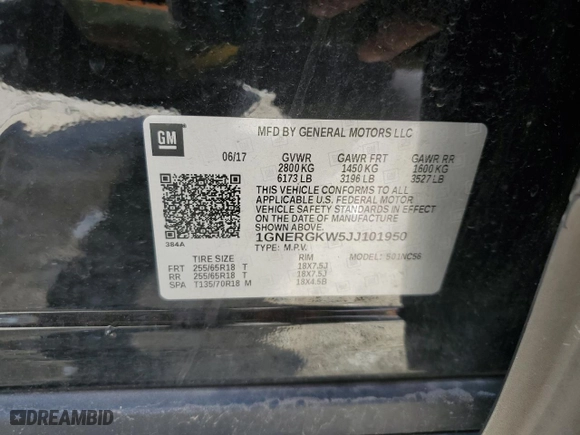 GM
MFD BY GENERAL MOTORS LLC
06/17 GVWR GAWR FRT GAWR RR
2800 KG 1450 KG 1600 KG
6173 LB 3196 LB 3527 LB
THIS VEHICLE CONFORMS TO ALL
APPLICABLE U.S. FEDERAL MOTOR
VEHICLE SAFETY STANDARDS IN EFFECT
ON THE DATE OF MANUFACTURE
SHOWN ABOVE.
1GNERGKW5JJ101950
384A
TYPE: M.P.V. MODEL:
TIRE SIZE RIM
FRT 255/65R18 T 18X7.5J
RR 255/65R18 T 18X7.5J
SPA T135/70R18 M 18X4.5B
DREAMBID